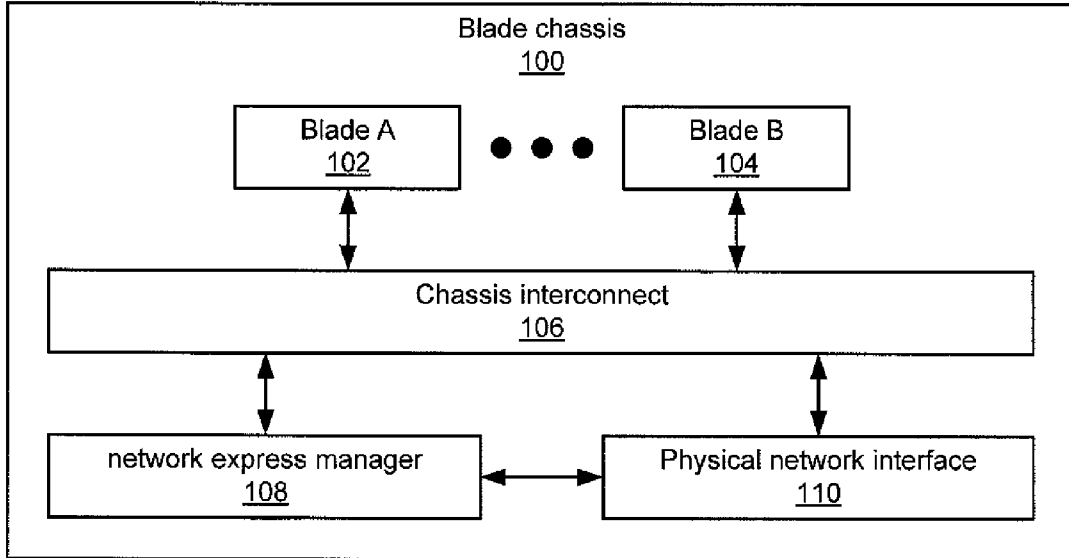 Blade chassis
100
Blade A
102
Blade B
104
Chassis interconnect
106
network express manager
108
Physical network interface
110